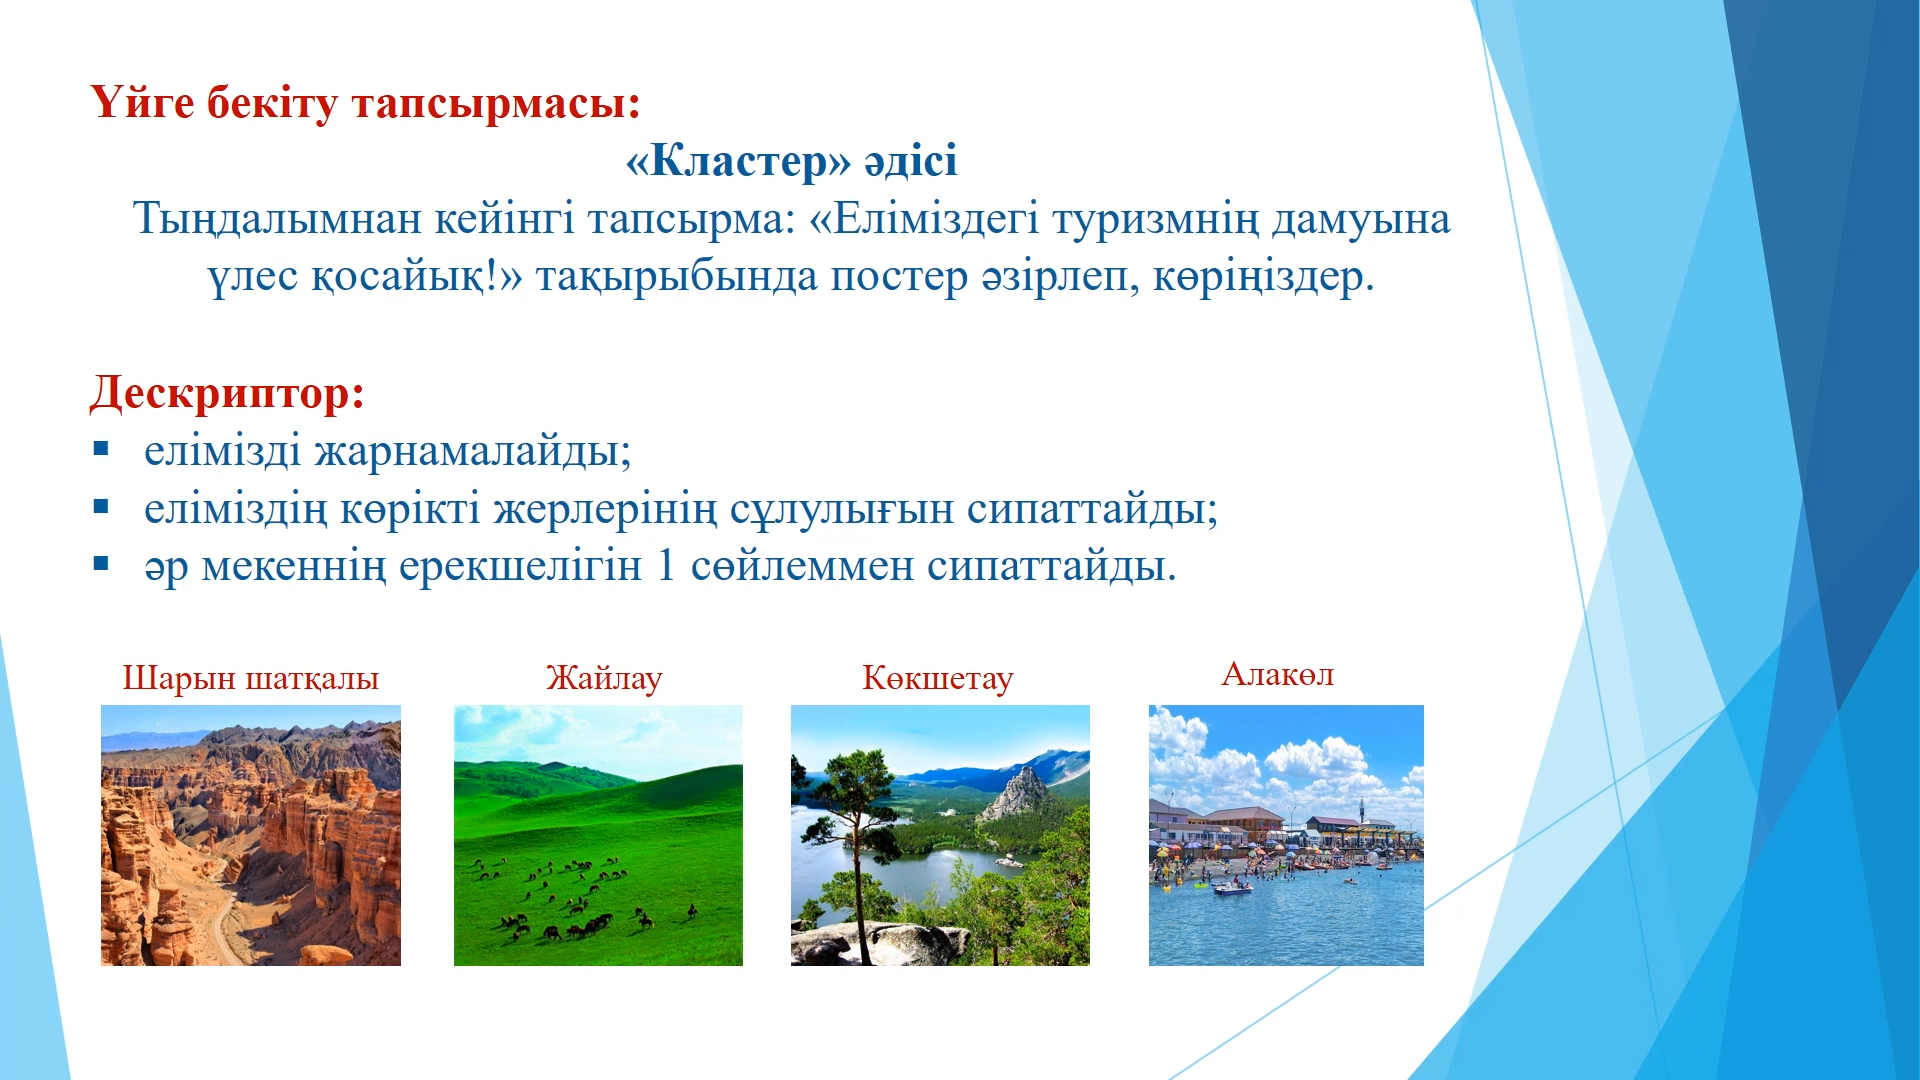 Үйге бекіту тапсырмасы:
«Кластер» әдісі
Тыңдалымнан кейінгі тапсырма: «Еліміздегі туризмнің дамуына
үлес қосайық!» тақырыбында постер әзірлеп, көріңіздер.
Дескриптор:
▪ елімізді жарнамалайды;
▪ еліміздің көрікті жерлерінің сұлулығын сипаттайды;
▪ әр мекеннің ерекшелігін 1 сөйлеммен сипаттайды.
Шарын шатқалы
Жайлау
Көкшетау
Алакөл